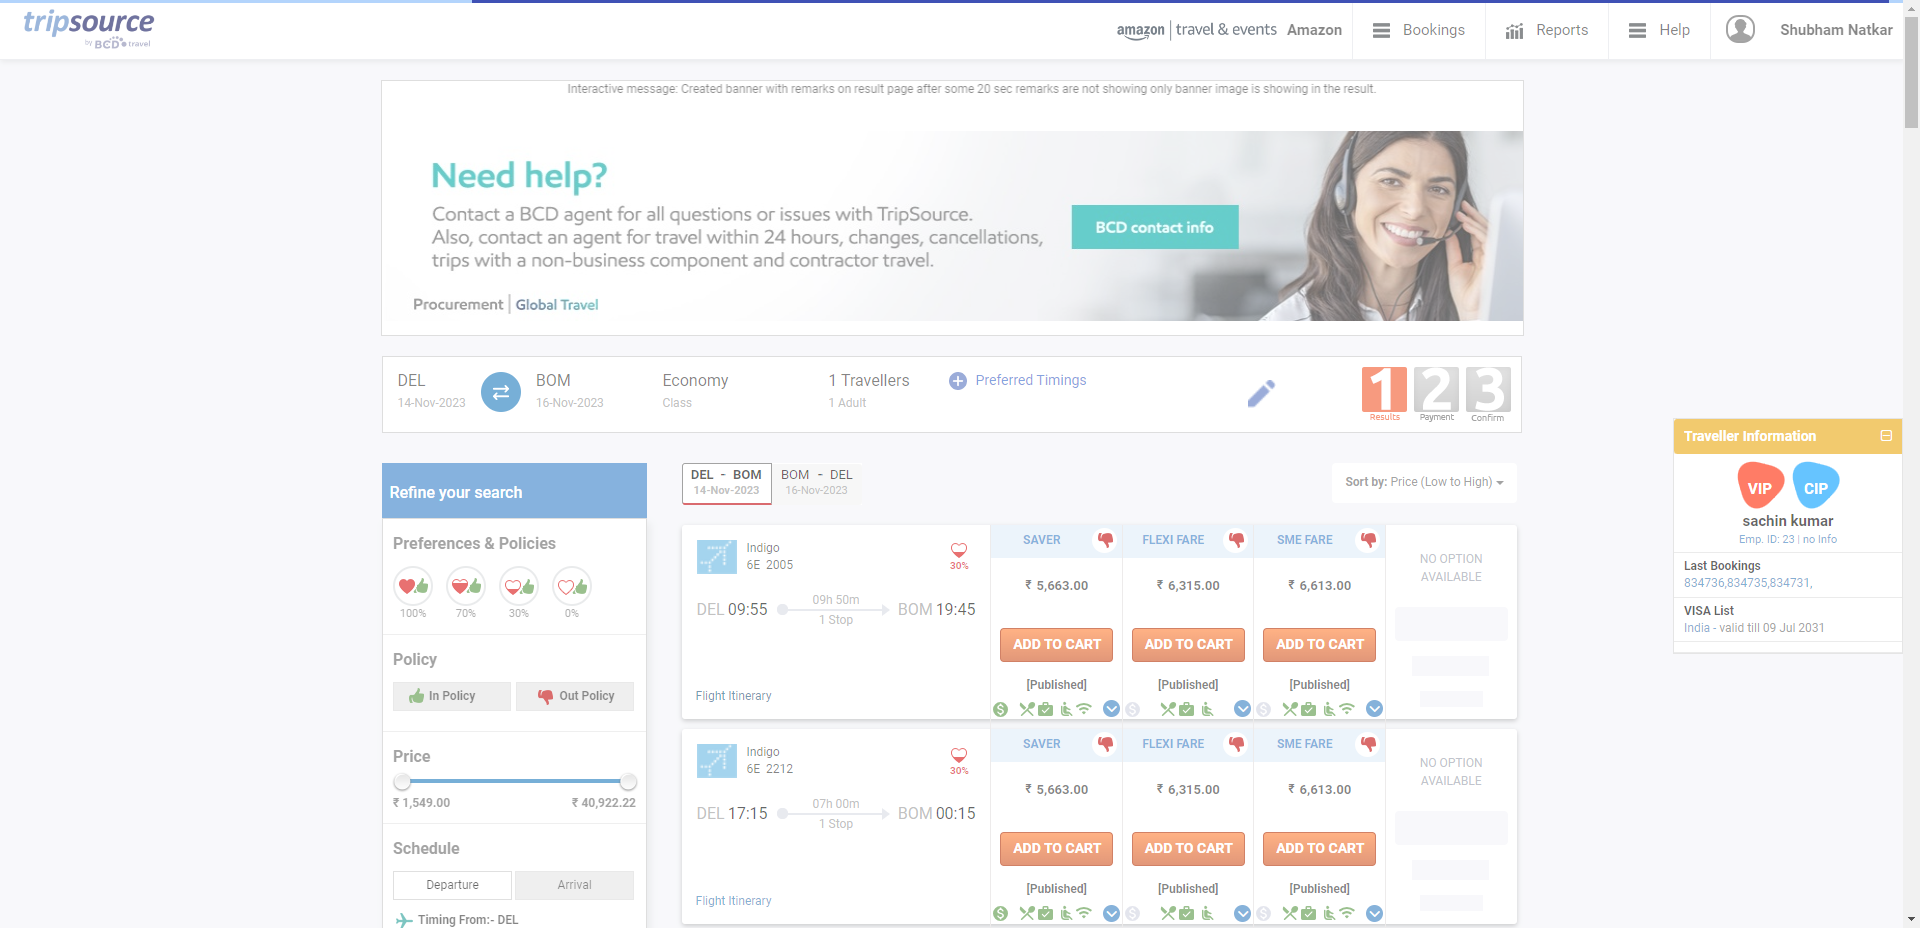 tripsource
by BCD travel
amazon | travel & events Amazon
Bookings
Reports
Help
Shubham Natkar
Interactive message: Created banner with remarks on result page after some 20 sec remarks are not showing only banner image is showing in the result.
Need help?
Contact a BCD agent for all questions or issues with TripSource.
Also, contact an agent for travel within 24 hours, changes, cancellations,
trips with a non-business component and contractor travel.
BCD contact info
Procurement | Global Travel
DEL
14-Nov-2023
BOM
16-Nov-2023
Economy
Class
1 Travellers
1 Adult
Preferred Timings
1 Results
2 Payment
3 Confirm
Traveller Information
VIP CIP
sachin kumar
Emp. ID: 23 | no Info
Last Bookings
834736,834735,834731,
VISA List
India - valid till 09 Jul 2031
Refine your search
Preferences & Policies
100% 70% 30% 0%
Policy
In Policy Out Policy
Price
₹ 1,549.00 ₹ 40,922.22
Schedule
Departure Arrival
Timing From:- DEL
DEL - BOM
14-Nov-2023
BOM - DEL
16-Nov-2023
Sort by: Price (Low to High)
Indigo
6E 2005
30%
DEL 09:55
09h 50m
1 Stop
BOM 19:45
Flight Itinerary
SAVER FLEXI FARE SME FARE
₹ 5,663.00 ₹ 6,315.00 ₹ 6,613.00
ADD TO CART ADD TO CART ADD TO CART
[Published] [Published] [Published]
NO OPTION
AVAILABLE
Indigo
6E 2212
30%
DEL 17:15
07h 00m
1 Stop
BOM 00:15
Flight Itinerary
SAVER FLEXI FARE SME FARE
₹ 5,663.00 ₹ 6,315.00 ₹ 6,613.00
ADD TO CART ADD TO CART ADD TO CART
[Published] [Published] [Published]
NO OPTION
AVAILABLE